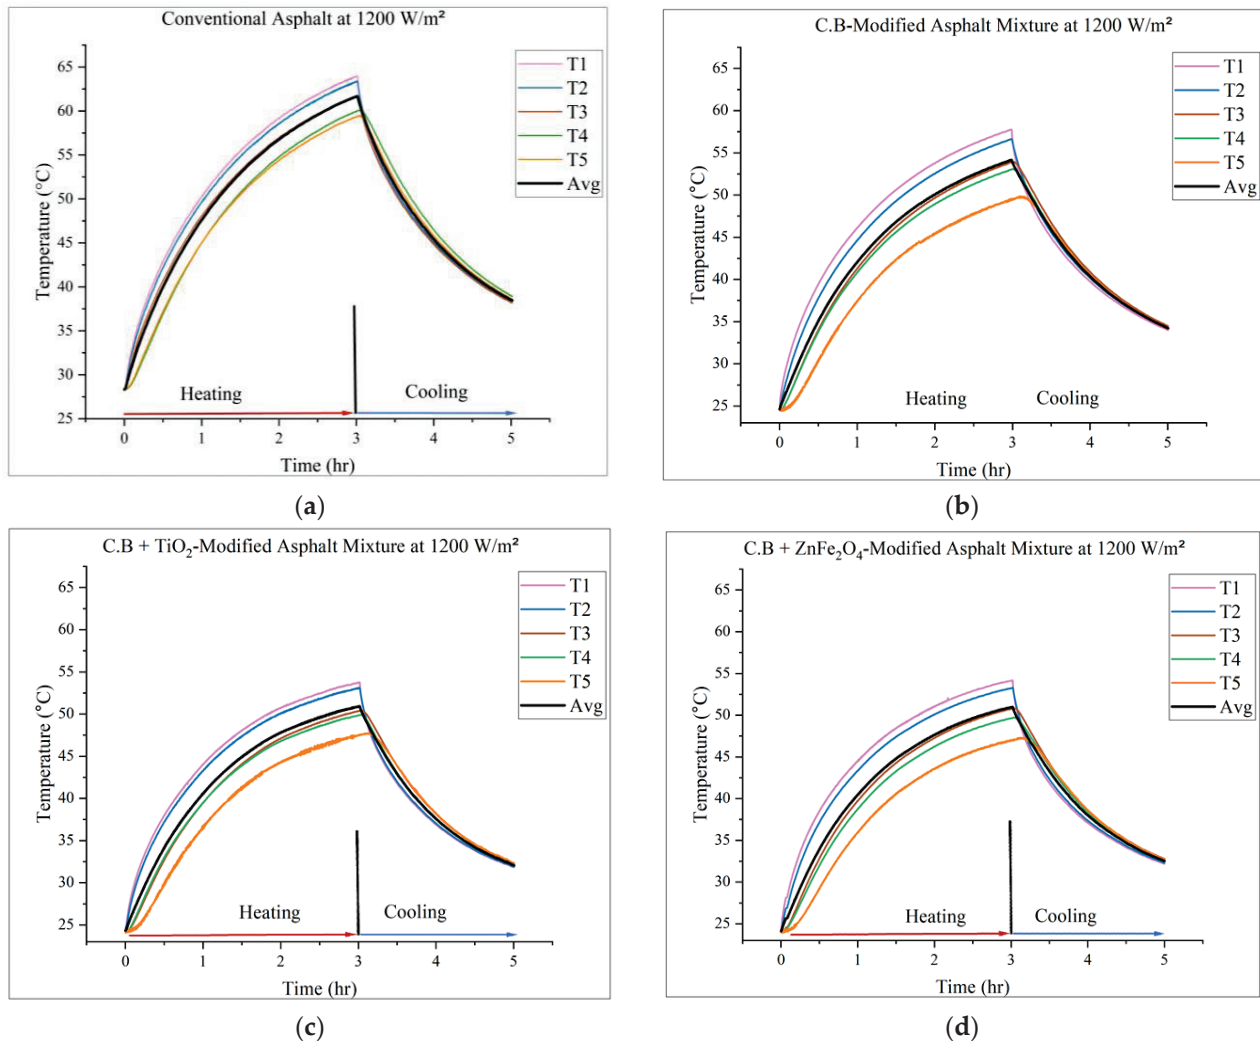 Conventional Asphalt at 1200 W/m²
65
60
55
50
45
40
35
30
25
Temperature (°C)
T1
T2
T3
T4
T5
Avg
Heating
Cooling
0 1 2 3 4 5
Time (hr)
(a)
C.B-Modified Asphalt Mixture at 1200 W/m²
65
60
55
50
45
40
35
30
25
Temperature (°C)
T1
T2
T3
T4
T5
Avg
Heating
Cooling
0 1 2 3 4 5
Time (hr)
(b)
C.B + TiO₂-Modified Asphalt Mixture at 1200 W/m²
65
60
55
50
45
40
35
30
25
Temperature (°C)
T1
T2
T3
T4
T5
Avg
Heating
Cooling
0 1 2 3 4 5
Time (hr)
(c)
C.B + ZnFe₂O₄-Modified Asphalt Mixture at 1200 W/m²
65
60
55
50
45
40
35
30
25
Temperature (°C)
T1
T2
T3
T4
T5
Avg
Heating
Cooling
0 1 2 3 4 5
Time (hr)
(d)